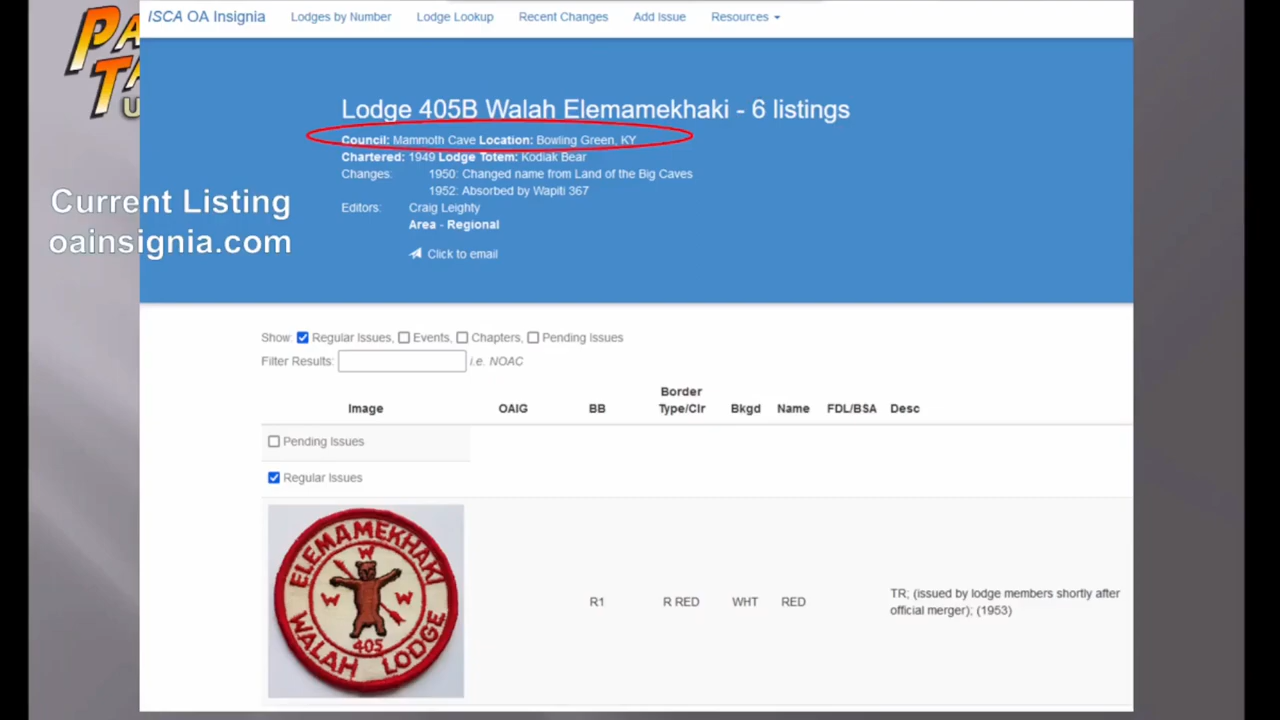 PA
TA
U
ISCA OA Insignia Lodges by Number Lodge Lookup Recent Changes Add Issue Resources
Lodge 405B Walah Elemamekhaki - 6 listings
Council: Mammoth Cave Location: Bowling Green, KY
Chartered: 1949 Lodge Totem: Kodiak Bear
Changes: 1950: Changed name from Land of the Big Caves
1952: Absorbed by Wapiti 367
Editors: Craig Leighty
Area - Regional
Click to email
Current Listing
oainsignia.com
Show: Regular Issues, Events, Chapters, Pending Issues
Filter Results: i.e. NOAC
Image OAIG BB Border Type/Clr Bkgd Name FDL/BSA Desc
Pending Issues
Regular Issues
ELEMAMEKHAKI
W
W W
405
WALAH LODGE
R1 R RED WHT RED
TR; (issued by lodge members shortly after
official merger); (1953)